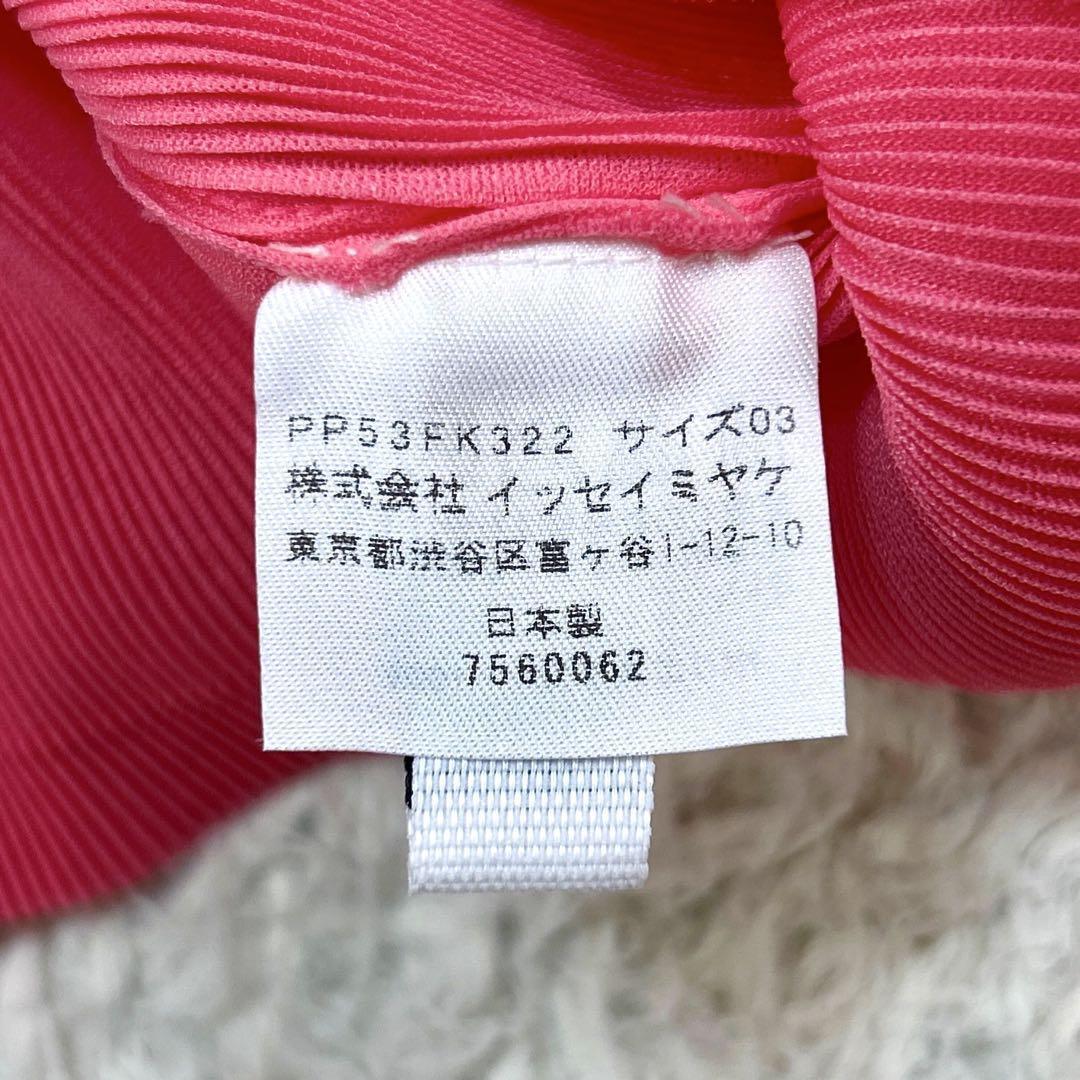 PP53FK322 サイズ03
株式会社 イッセイミヤケ
東京都渋谷区富ヶ谷1-12-10
日本製
7560062